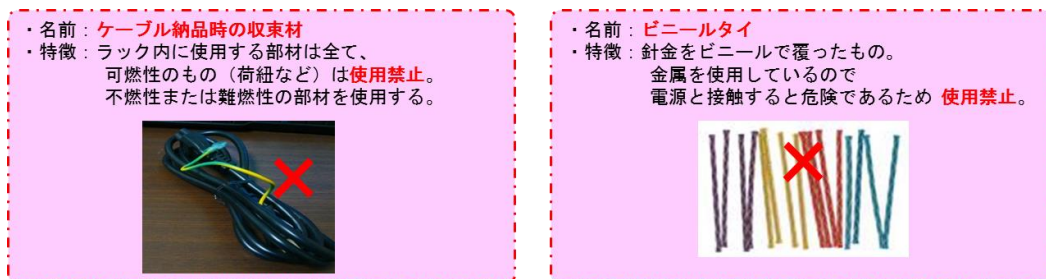 ・名前：ケーブル納品時の収束材
・特徴：ラック内に使用する部材は全て、
可燃性のもの（荷紐など）は使用禁止。
不燃性または難燃性の部材を使用する。
・名前：ビニールタイ
・特徴：針金をビニールで覆ったもの。
金属を使用しているので
電源と接触すると危険であるため 使用禁止。